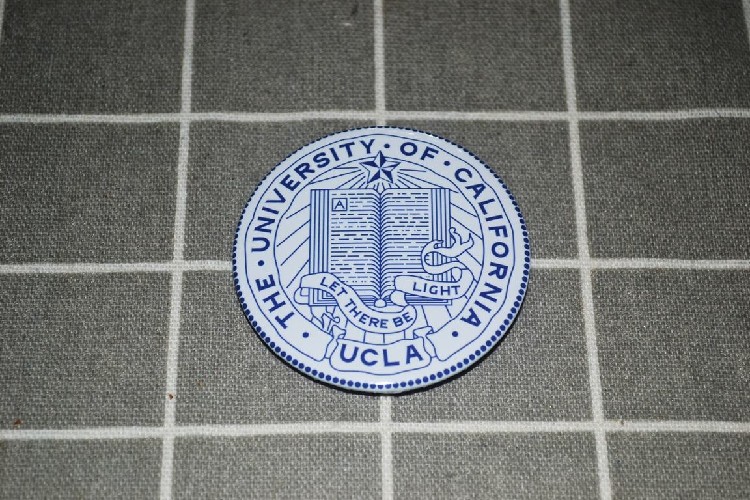 · THE · UNIVERSITY · OF · CALIFORNIA ·
A
LET THERE BE LIGHT
UCLA